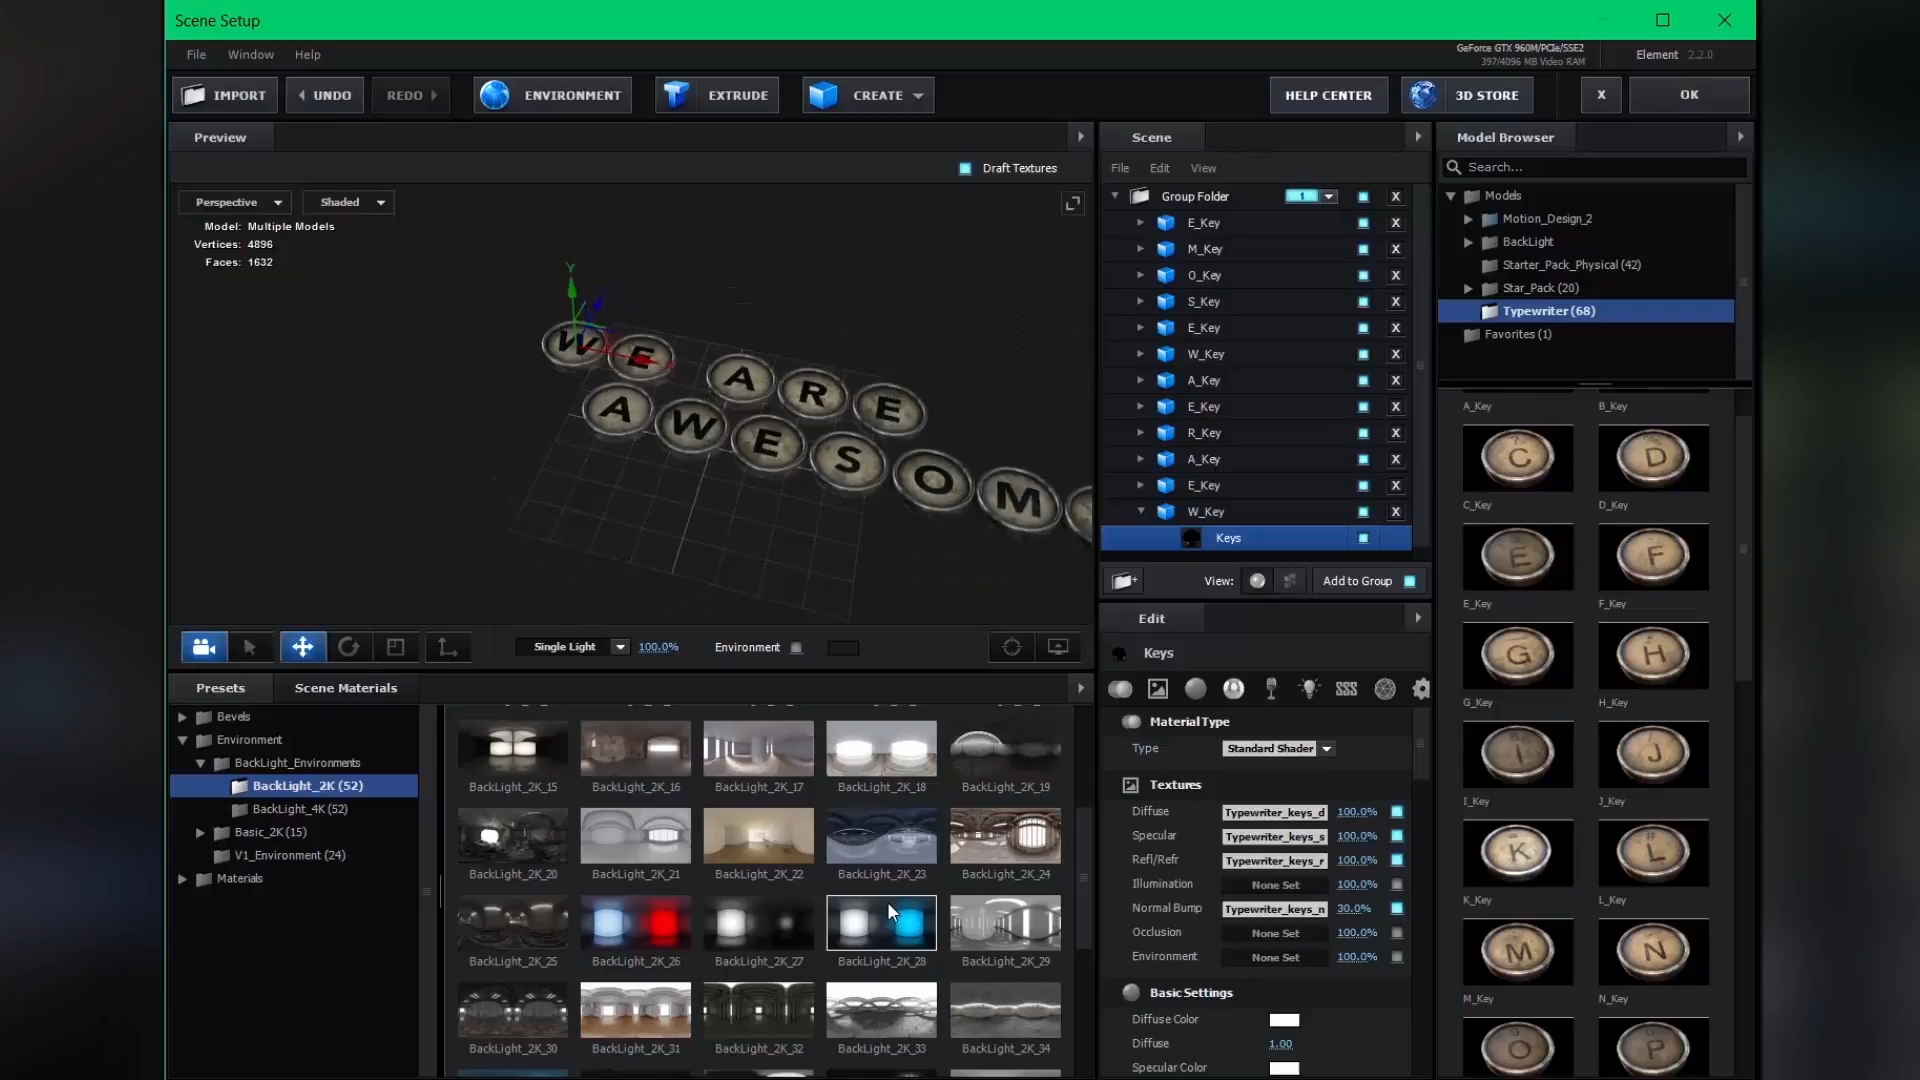 Scene Setup
File Window Help
GeForce GTX 960M/PCIe/SSE2
397/4096 MB Video RAM
Element 2.2.0
IMPORT UNDO REDO ENVIRONMENT EXTRUDE CREATE HELP CENTER 3D STORE X OK
Preview
Draft Textures
Perspective Shaded
Model: Multiple Models
Vertices: 4896
Faces: 1632
Y
W E A R E
A W E S O M
Single Light 100.0% Environment
Scene
File Edit View
Group Folder 1 X
E_Key X
M_Key X
O_Key X
S_Key X
E_Key X
W_Key X
A_Key X
E_Key X
R_Key X
A_Key X
E_Key X
W_Key X
Keys
View: Add to Group
Model Browser
Search...
Models
Motion_Design_2
BackLight
Starter_Pack_Physical (42)
Star_Pack (20)
Typewriter (68)
Favorites (1)
A_Key B_Key
C D
C_Key D_Key
E F
E_Key F_Key
G H
G_Key H_Key
I J
I_Key J_Key
K L
K_Key L_Key
M N
M_Key N_Key
O P
Presets Scene Materials
Bevels
Environment
BackLight_Environments
BackLight_2K (52)
BackLight_4K (52)
Basic_2K (15)
V1_Environment (24)
Materials
BackLight_2K_15 BackLight_2K_16 BackLight_2K_17 BackLight_2K_18 BackLight_2K_19
BackLight_2K_20 BackLight_2K_21 BackLight_2K_22 BackLight_2K_23 BackLight_2K_24
BackLight_2K_25 BackLight_2K_26 BackLight_2K_27 BackLight_2K_28 BackLight_2K_29
BackLight_2K_30 BackLight_2K_31 BackLight_2K_32 BackLight_2K_33 BackLight_2K_34
Edit
Keys
Material Type
Type Standard Shader
Textures
Diffuse Typewriter_keys_d 100.0%
Specular Typewriter_keys_s 100.0%
Refl/Refr Typewriter_keys_r 100.0%
Illumination None Set 100.0%
Normal Bump Typewriter_keys_n 30.0%
Occlusion None Set 100.0%
Environment None Set 100.0%
Basic Settings
Diffuse Color
Diffuse 1.00
Specular Color